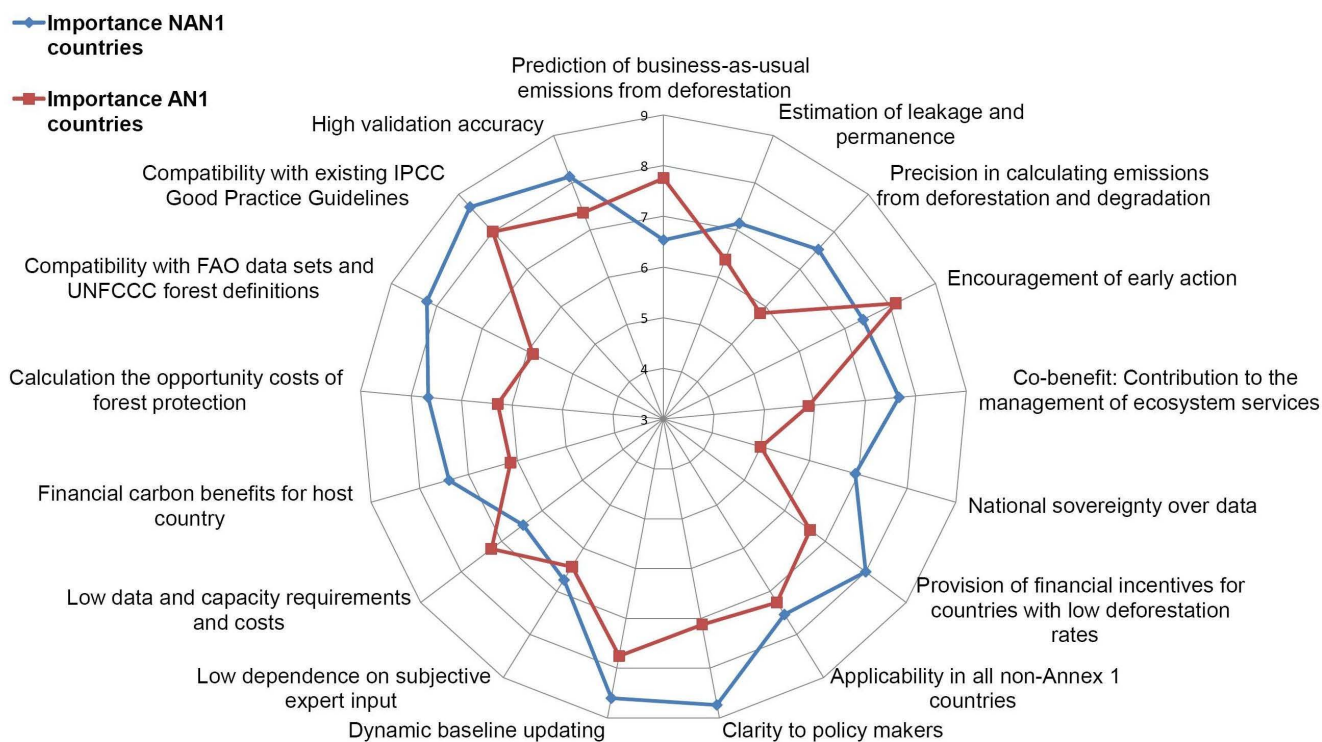 Importance NAN1
countries
Importance AN1
countries
Prediction of business-as-usual
emissions from deforestation
Estimation of leakage and
permanence
Precision in calculating emissions
from deforestation and degradation
Encouragement of early action
Co-benefit: Contribution to the
management of ecosystem services
National sovereignty over data
Provision of financial incentives for
countries with low deforestation
rates
Applicability in all non-Annex 1
countries
Clarity to policy makers
Dynamic baseline updating
Low dependence on subjective
expert input
Low data and capacity requirements
and costs
Financial carbon benefits for host
country
Calculation the opportunity costs of
forest protection
Compatibility with FAO data sets and
UNFCCC forest definitions
Compatibility with existing IPCC
Good Practice Guidelines
High validation accuracy
9
8
7
6
5
4
3